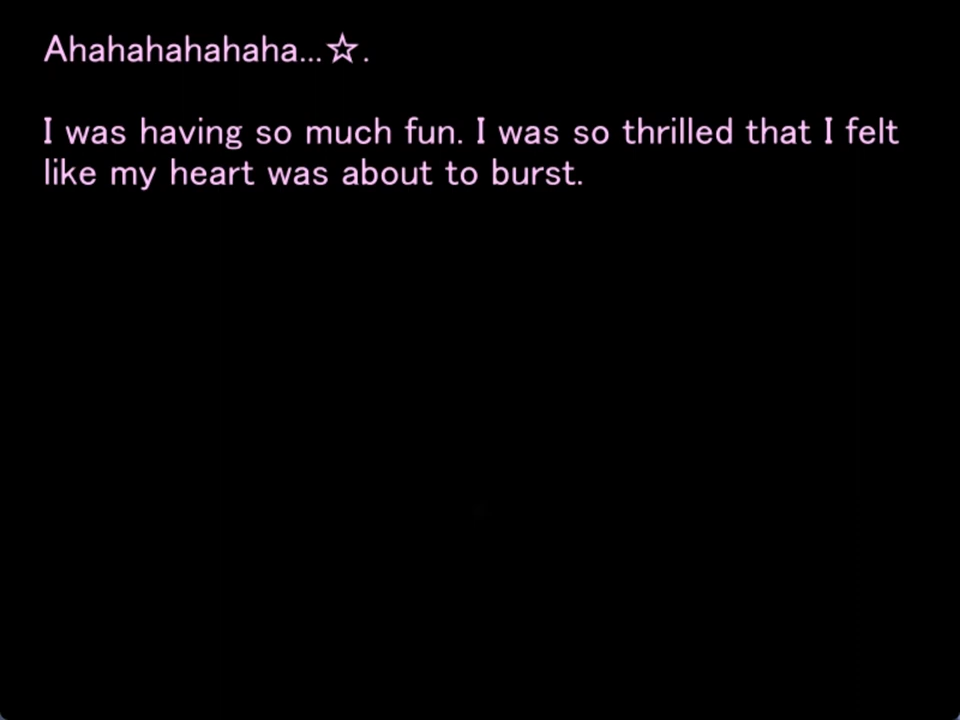 Ahahahahahaha...☆.
I was having so much fun. I was so thrilled that I felt
like my heart was about to burst.